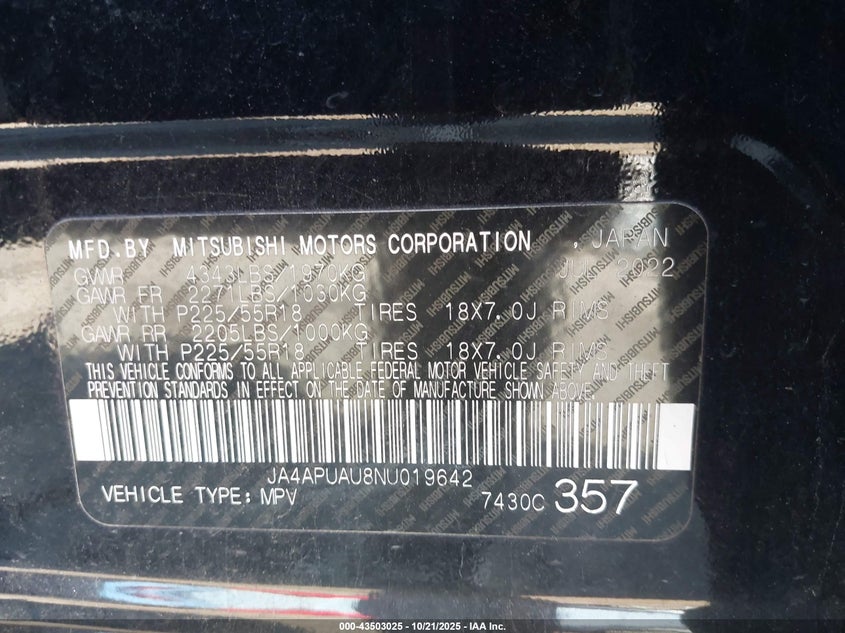 MFD.BY MITSUBISHI MOTORS CORPORATION , JAPAN
GVWR 4343LBS/1970KG JUL 2022
GAWR FR 2271LBS/1030KG
WITH P225/55R18 TIRES 18X7.0J RIMS
GAWR RR 2205LBS/1000KG
WITH P225/55R18 TIRES 18X7.0J RIMS
THIS VEHICLE CONFORMS TO ALL APPLICABLE FEDERAL MOTOR VEHICLE SAFETY AND THEFT
PREVENTION STANDARDS IN EFFECT ON THE DATE OF MANUFACTURE SHOWN ABOVE.
JA4APUAU8NU019642
VEHICLE TYPE: MPV 7430C 357
000-43503025 - 10/21/2025 - IAA Inc.